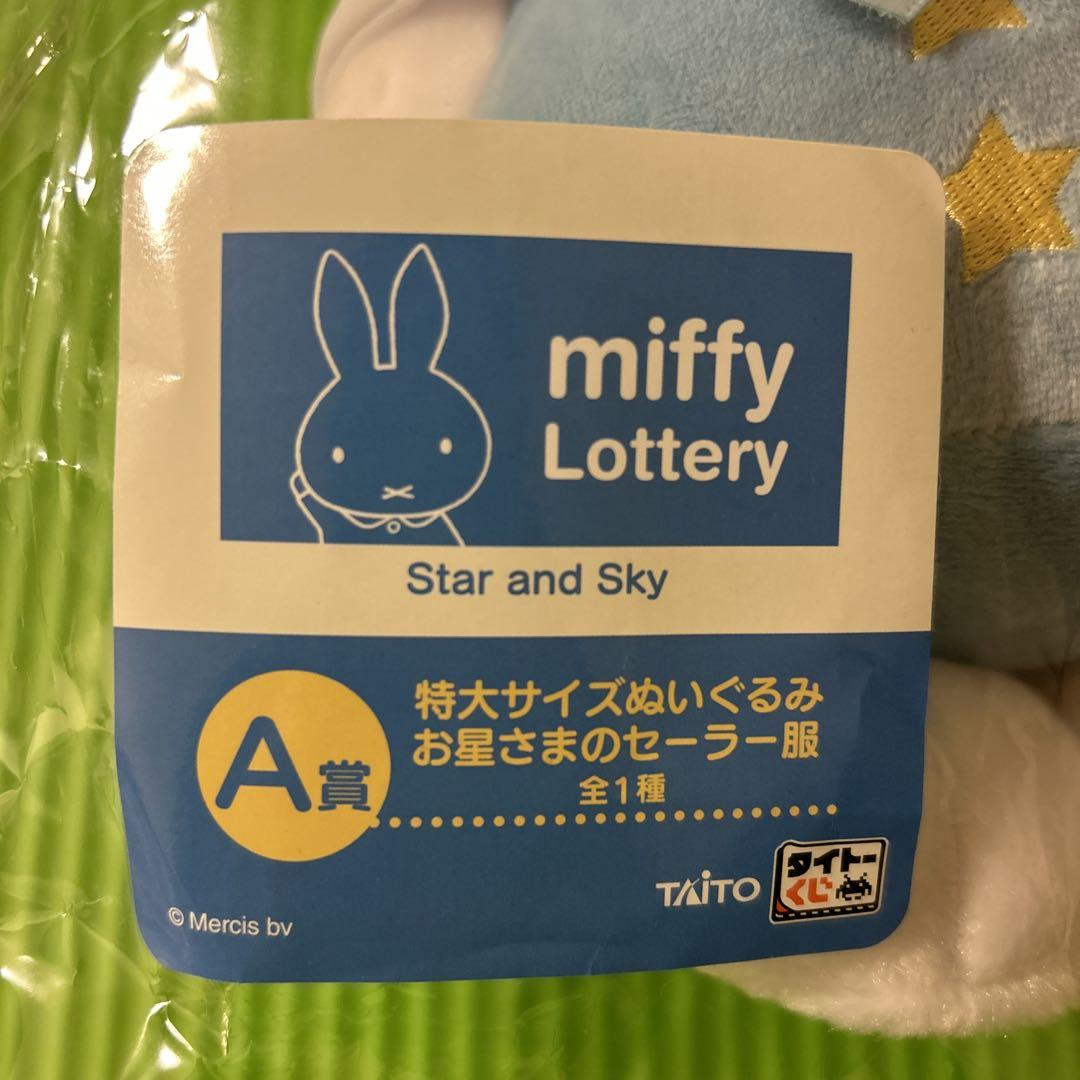 miffy
Lottery
Star and Sky
A賞
特大サイズぬいぐるみ
お星さまのセーラー服
全1種
TAiTO
タイトー
くじ
© Mercis bv